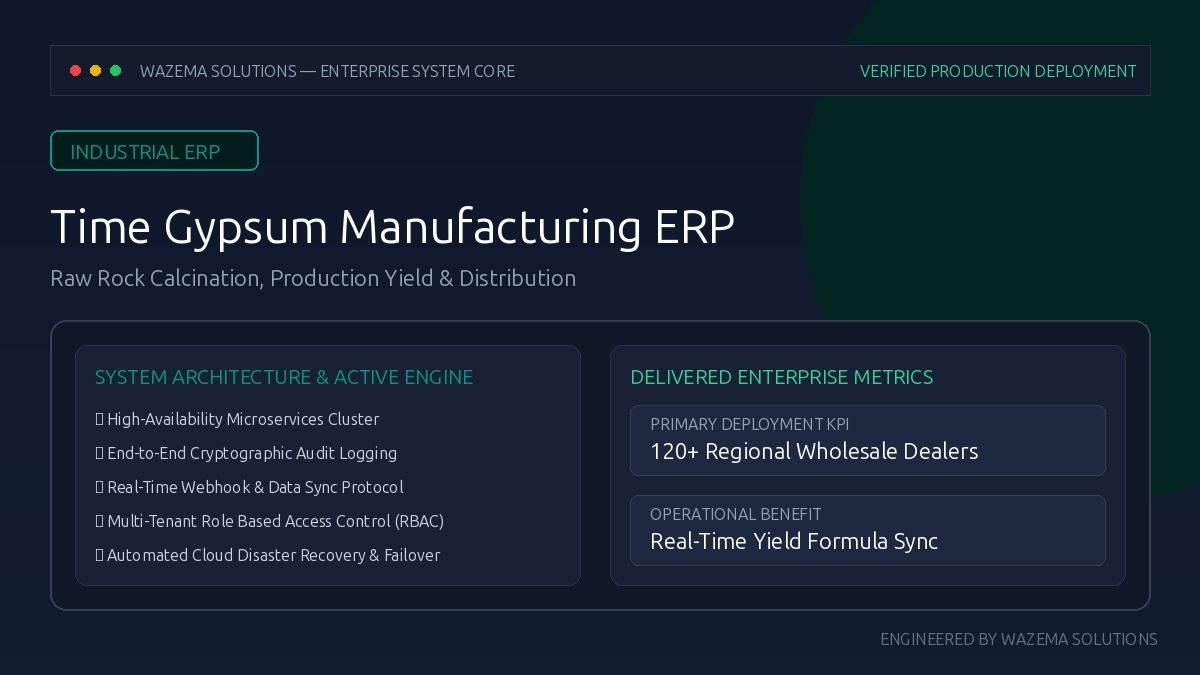 WAZEMA SOLUTIONS — ENTERPRISE SYSTEM CORE
VERIFIED PRODUCTION DEPLOYMENT
INDUSTRIAL ERP
Time Gypsum Manufacturing ERP
Raw Rock Calcination, Production Yield & Distribution
SYSTEM ARCHITECTURE & ACTIVE ENGINE
High-Availability Microservices Cluster
End-to-End Cryptographic Audit Logging
Real-Time Webhook & Data Sync Protocol
Multi-Tenant Role Based Access Control (RBAC)
Automated Cloud Disaster Recovery & Failover
DELIVERED ENTERPRISE METRICS
PRIMARY DEPLOYMENT KPI
120+ Regional Wholesale Dealers
OPERATIONAL BENEFIT
Real-Time Yield Formula Sync
ENGINEERED BY WAZEMA SOLUTIONS